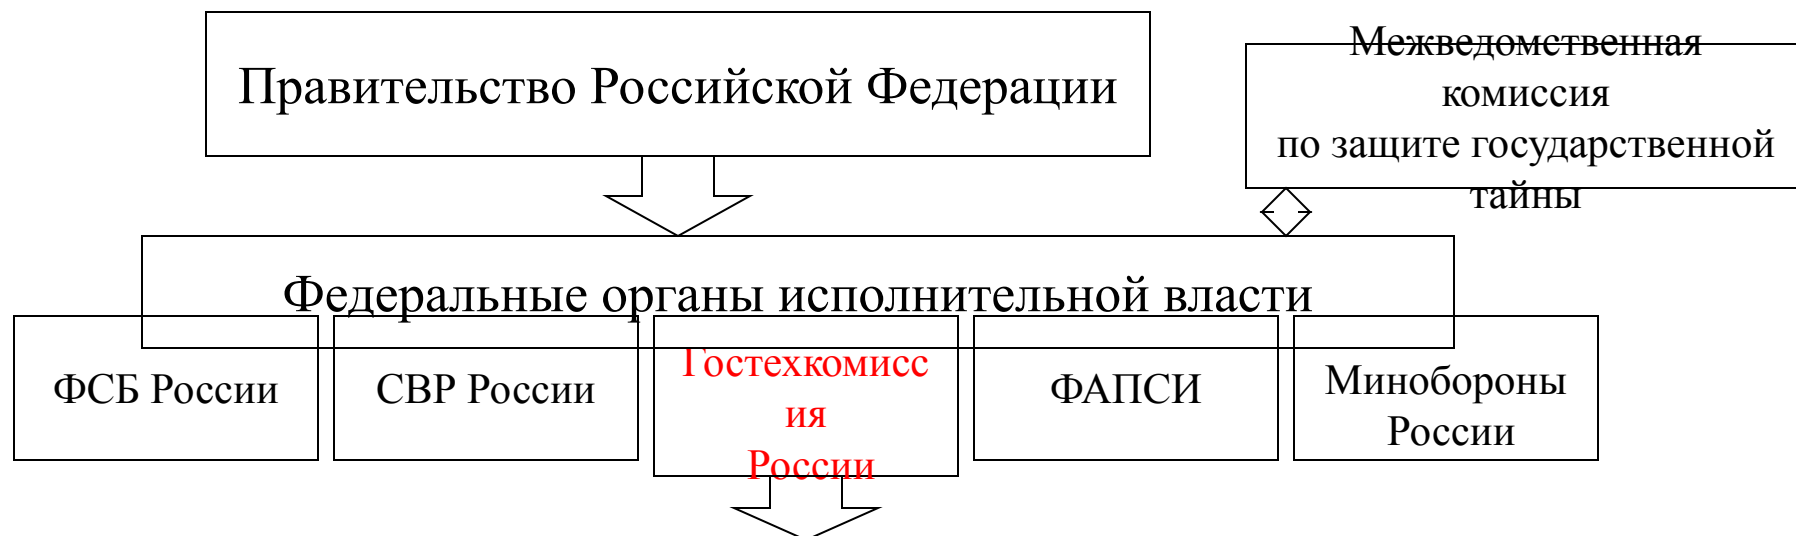 Правительство Российской Федерации
Межведомственная
комиссия
по защите государственной
тайны
Федеральные органы исполнительной власти
ФСБ России
СВР России
Гостехкомисс
ия
России
ФАПСИ
Минобороны
России